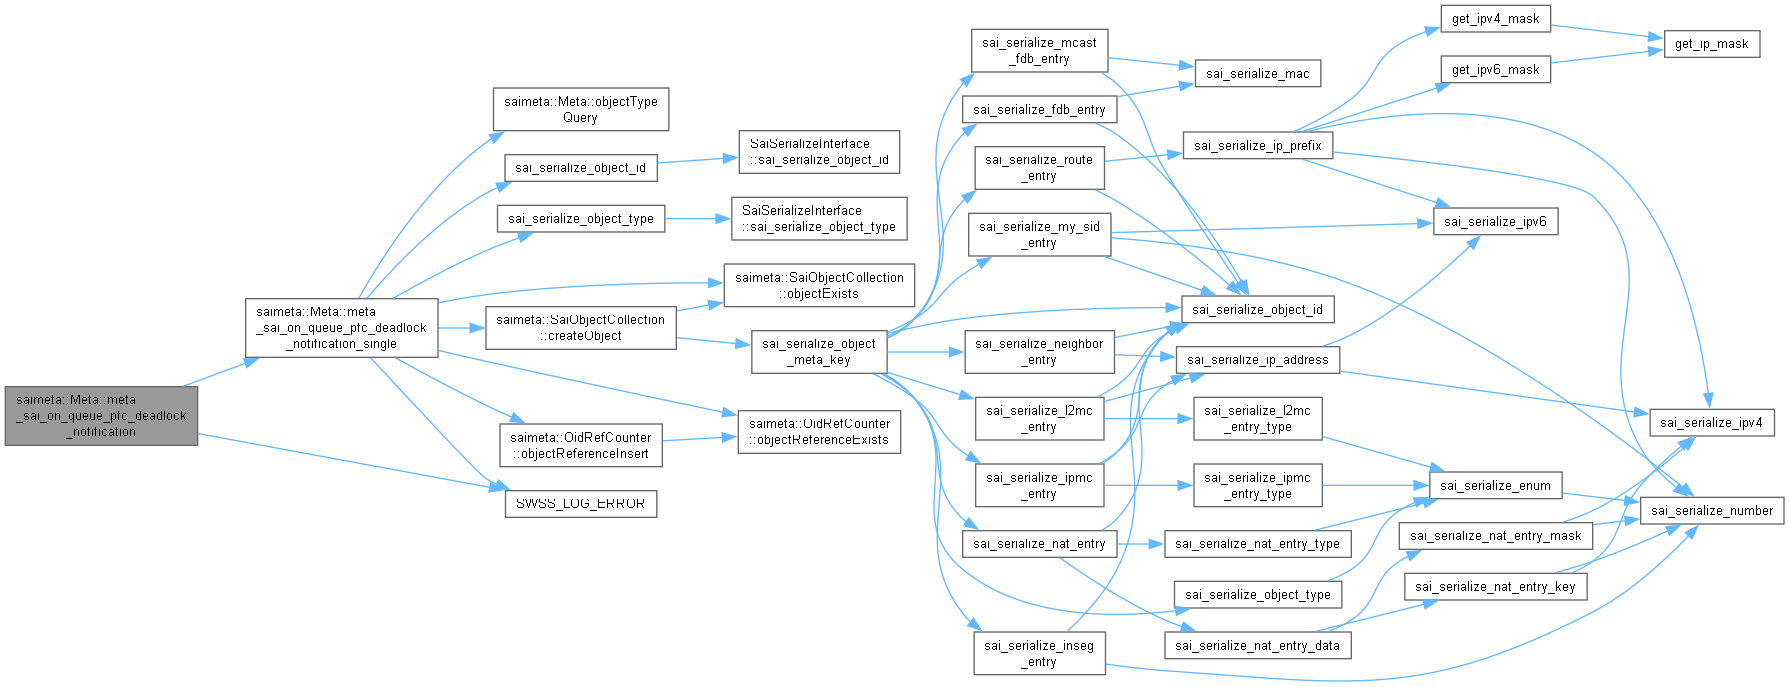 saimeta::Meta::meta
_sai_on_queue_pfc_deadlock
_notification
saimeta::Meta::meta
_sai_on_queue_pfc_deadlock
_notification_single
saimeta::Meta::objectType
Query
sai_serialize_object_id
sai_serialize_object_type
saimeta::SaiObjectCollection
::createObject
saimeta::OidRefCounter
::objectReferenceInsert
SWSS_LOG_ERROR
SaiSerializeInterface
::sai_serialize_object_id
SaiSerializeInterface
::sai_serialize_object_type
saimeta::SaiObjectCollection
::objectExists
sai_serialize_object
_meta_key
saimeta::OidRefCounter
::objectReferenceExists
sai_serialize_mcast
_fdb_entry
sai_serialize_fdb_entry
sai_serialize_route
_entry
sai_serialize_my_sid
_entry
sai_serialize_neighbor
_entry
sai_serialize_l2mc
_entry
sai_serialize_ipmc
_entry
sai_serialize_nat_entry
sai_serialize_inseg
_entry
sai_serialize_mac
sai_serialize_ip_prefix
sai_serialize_object_id
sai_serialize_ip_address
sai_serialize_l2mc
_entry_type
sai_serialize_ipmc
_entry_type
sai_serialize_nat_entry_type
sai_serialize_object_type
sai_serialize_nat_entry_data
get_ipv4_mask
get_ipv6_mask
sai_serialize_ipv6
sai_serialize_enum
sai_serialize_nat_entry_mask
sai_serialize_nat_entry_key
get_ip_mask
sai_serialize_ipv4
sai_serialize_number